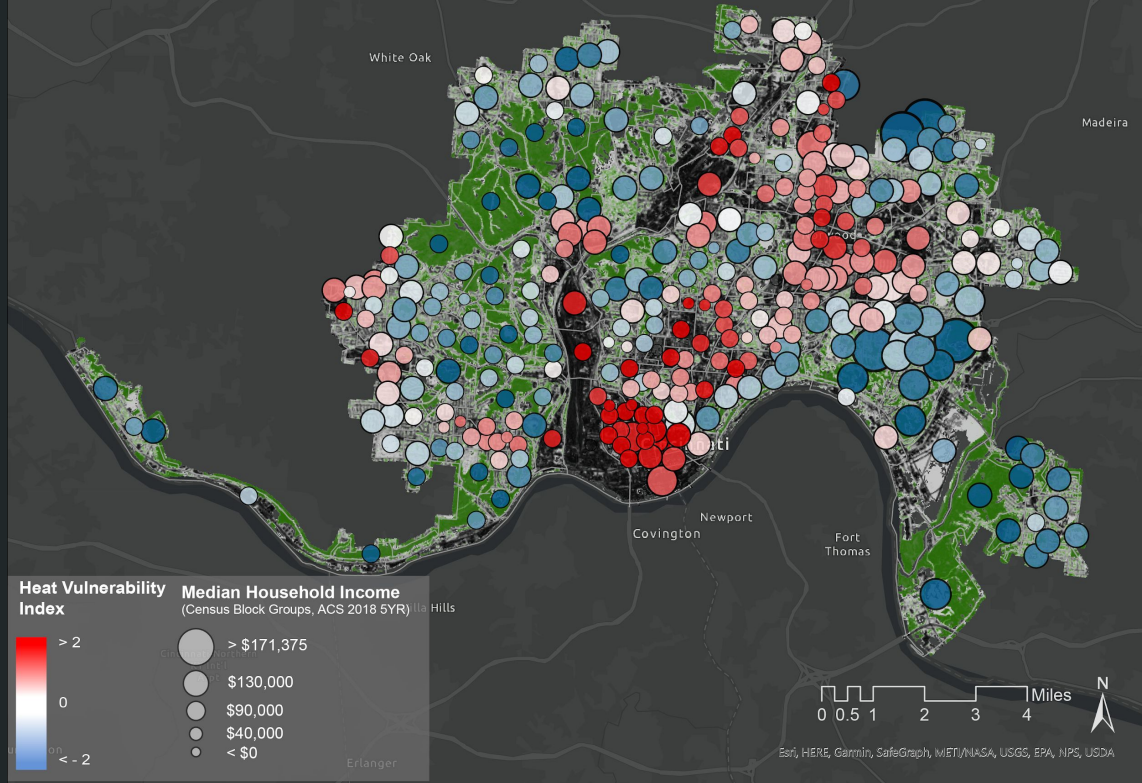 White Oak
Madeira
Newport
Covington
Fort
Thomas
Heat Vulnerability
Index
> 2
0
< - 2
Median Household Income
(Census Block Groups, ACS 2018 5YR)
> $171,375
$130,000
$90,000
$40,000
< $0
Hills
Erlanger
N
Miles
0 0.5 1 2 3 4
Esri, HERE, Garmin, SafeGraph, METI/NASA, USGS, EPA, NPS, USDA